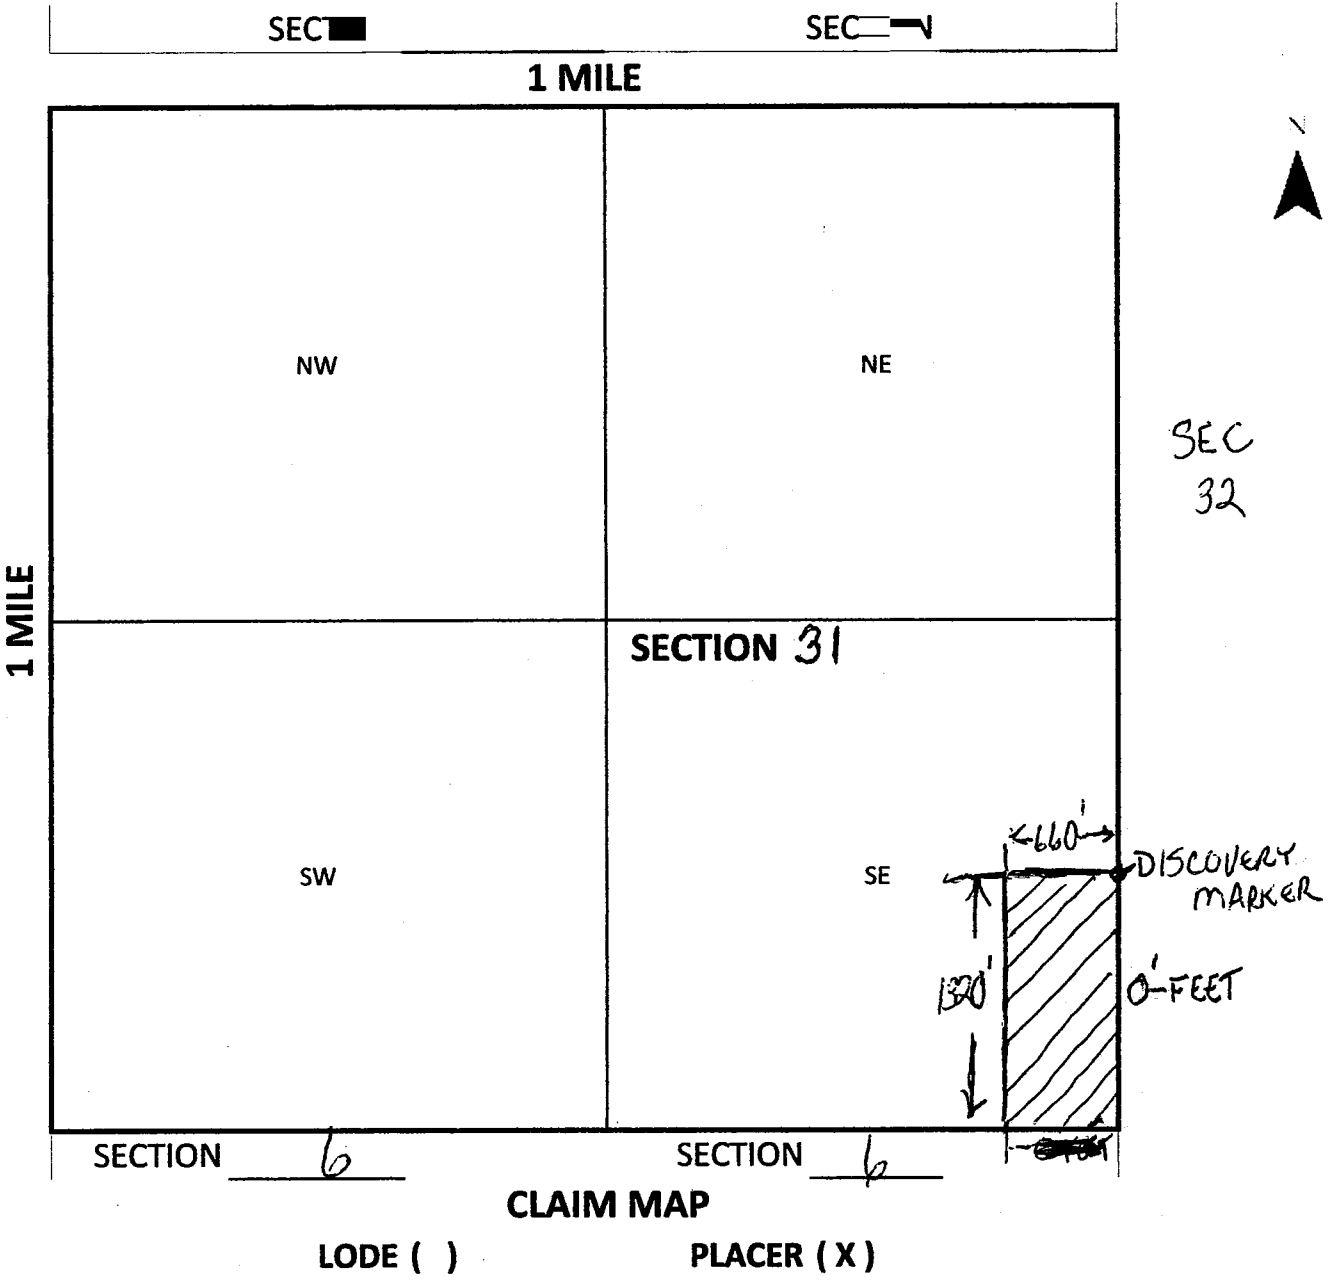 SECT
SEC
1 MILE
N
NW
NE
SEC
32
1 MILE
SECTION 31
660'
SW
SE
DISCOVERY
MARKER
1320'
0'-FEET
SECTION 6
SECTION 6
CLAIM MAP
LODE ( )
PLACER ( X )